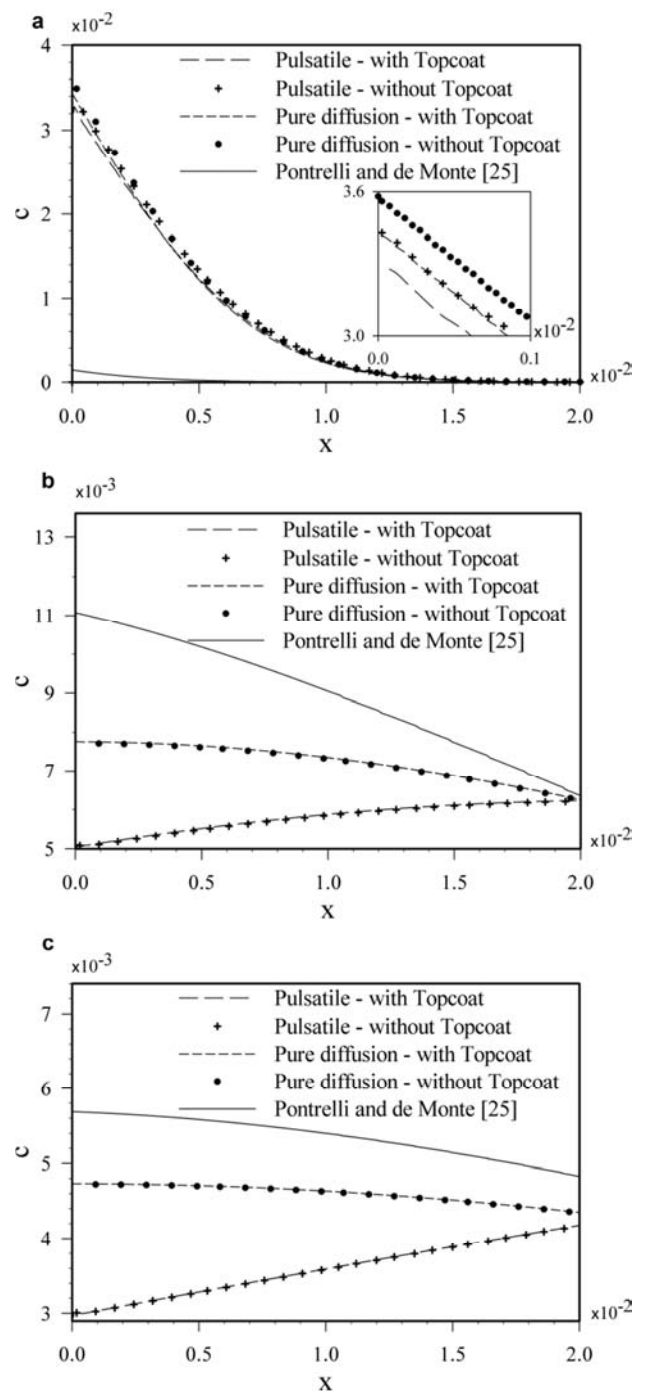 a
x10⁻²
4
Pulsatile - with Topcoat
Pulsatile - without Topcoat
3
Pure diffusion - with Topcoat
Pure diffusion - without Topcoat
Pontrelli and de Monte [25]
c
2
3.6
1
3.0
x10⁻²
0.0
0.1
0
x10⁻²
0.0
0.5
1.0
1.5
2.0
x
b
x10⁻³
13
Pulsatile - with Topcoat
Pulsatile - without Topcoat
Pure diffusion - with Topcoat
11
Pure diffusion - without Topcoat
Pontrelli and de Monte [25]
c
9
7
5
x10⁻²
0.0
0.5
1.0
1.5
2.0
x
c
x10⁻³
7
Pulsatile - with Topcoat
Pulsatile - without Topcoat
Pure diffusion - with Topcoat
6
Pure diffusion - without Topcoat
Pontrelli and de Monte [25]
c
5
4
3
x10⁻²
0.0
0.5
1.0
1.5
2.0
x